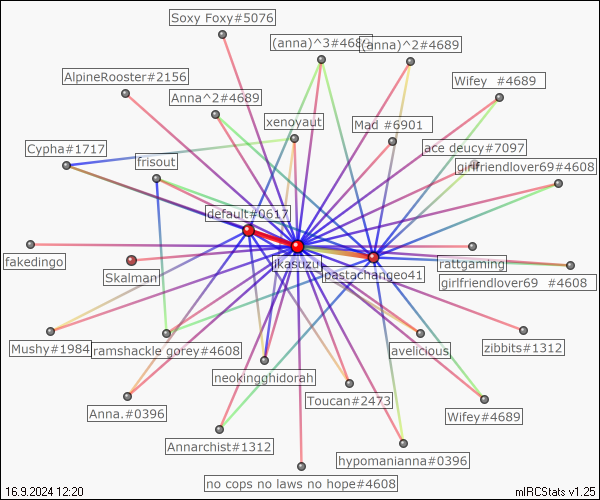 Soxy Foxy#5076
(anna)^3#4689
(anna)^2#4689
AlpineRooster#2156
Wifey #4689
Anna^2#4689
xenoyaut
Mad #6901
Cypha#1717
frisout
ace deucy#7097
girlfriendlover69#4608
default#0617
fakedingo
Skalman
jikasuzu
pastachangeo41
rattgaming
girlfriendlover69 #4608
Mushy#1984
ramshackle gorey#4608
avelicious
zibbits#1312
neokingghidorah
Toucan#2473
Anna.#0396
Wifey#4689
Annarchist#1312
hypomanianna#0396
no cops no laws no hope#4608
16.9.2024 12:20
mIRCStats v1.25